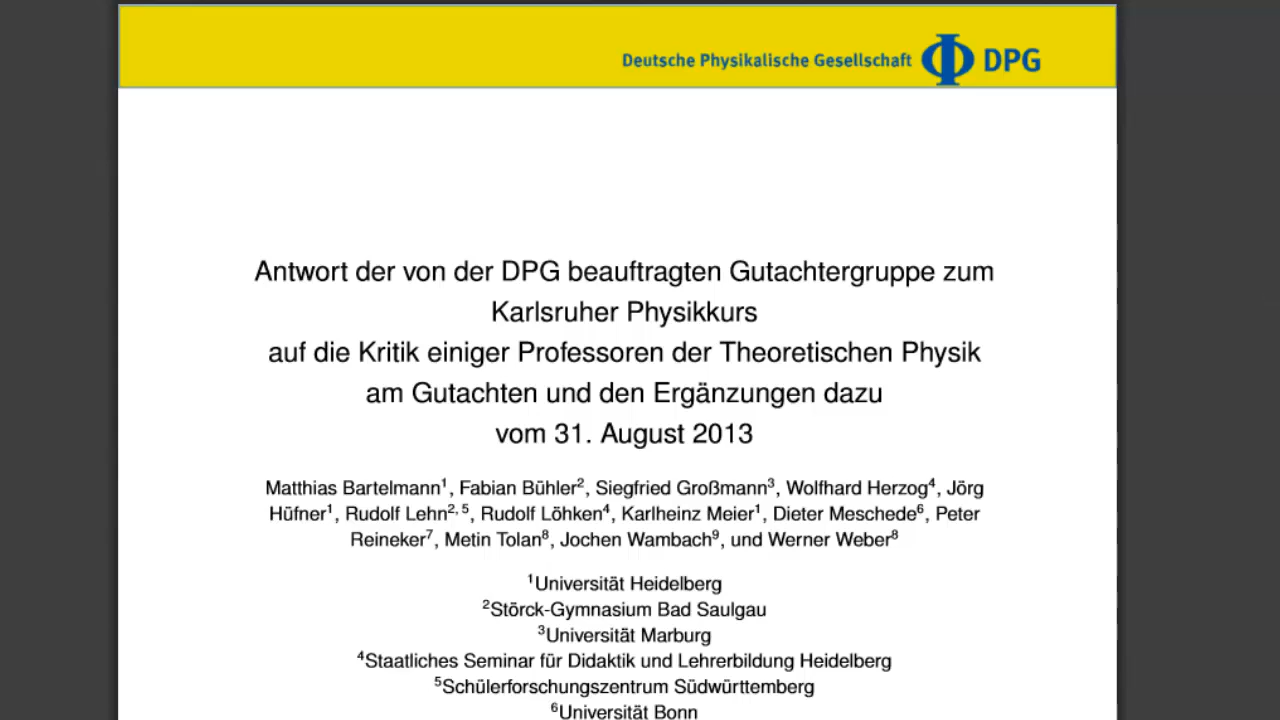 Deutsche Physikalische Gesellschaft DPG
Antwort der von der DPG beauftragten Gutachtergruppe zum
Karlsruher Physikkurs
auf die Kritik einiger Professoren der Theoretischen Physik
am Gutachten und den Ergänzungen dazu
vom 31. August 2013
Matthias Bartelmann¹, Fabian Bühler², Siegfried Großmann³, Wolfhard Herzog⁴, Jörg
Hüfner¹, Rudolf Lehn²,⁵, Rudolf Löhken⁴, Karlheinz Meier¹, Dieter Meschede⁶, Peter
Reineker⁷, Metin Tolan⁸, Jochen Wambach⁹, und Werner Weber⁸
¹Universität Heidelberg
²Störck-Gymnasium Bad Saulgau
³Universität Marburg
⁴Staatliches Seminar für Didaktik und Lehrerbildung Heidelberg
⁵Schülerforschungszentrum Südwürttemberg
⁶Universität Bonn